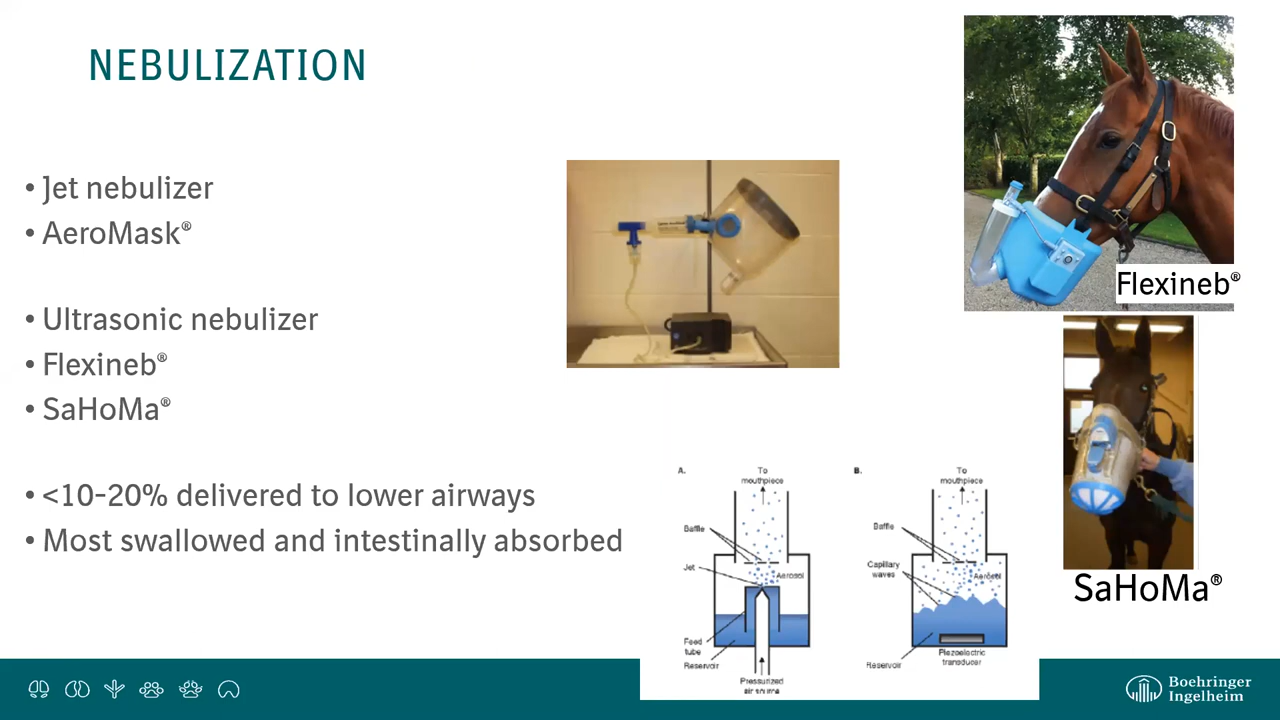 NEBULIZATION
• Jet nebulizer
• AeroMask®
• Ultrasonic nebulizer
• Flexineb®
• SaHoMa®
• <10-20% delivered to lower airways
• Most swallowed and intestinally absorbed
Flexineb®
SaHoMa®
A.
To
mouthpiece
Baffle
Jet
Aerosol
Feed
tube
Reservoir
Pressurized
air source
B.
To
mouthpiece
Baffle
Capillary
waves
Aerosol
Reservoir
Piezoelectric
transducer
Boehringer
Ingelheim